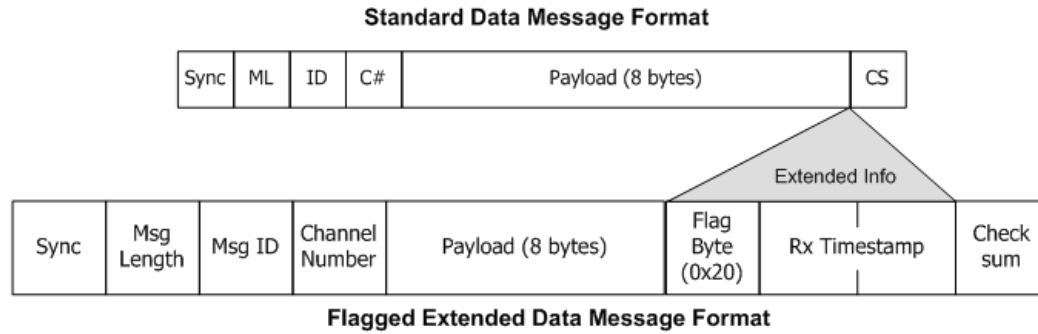 Standard Data Message Format
Sync ML ID C# Payload (8 bytes) CS
Extended Info
Sync Msg Length Msg ID Channel Number Payload (8 bytes) Flag Byte (0x20) Rx Timestamp Check sum
Flagged Extended Data Message Format